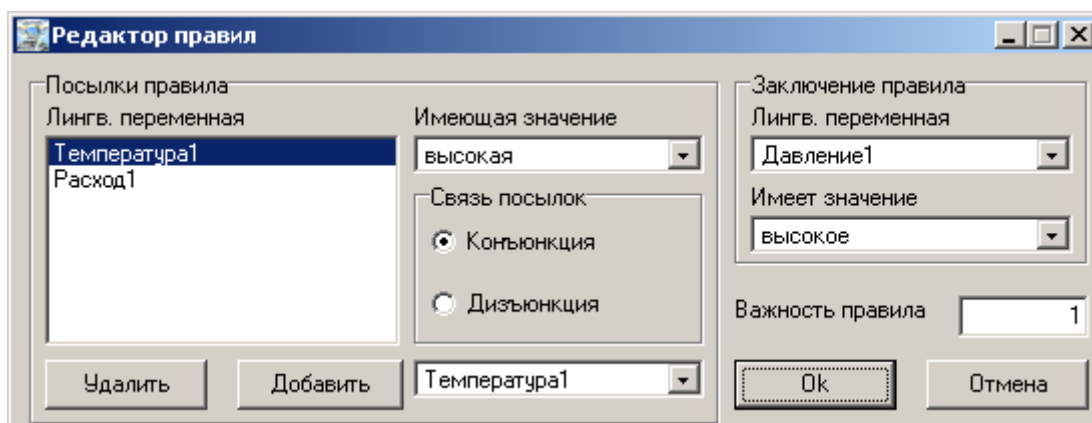 Редактор правил
Посылки правила
Лингв. переменная
Имеющая значение
Температура1
Расход1
высокая
Связь посылок
Конъюнкция
Дизъюнкция
Удалить
Добавить
Температура1
Заключение правила
Лингв. переменная
Давление1
Имеет значение
высокое
Важность правила
1
Ok
Отмена